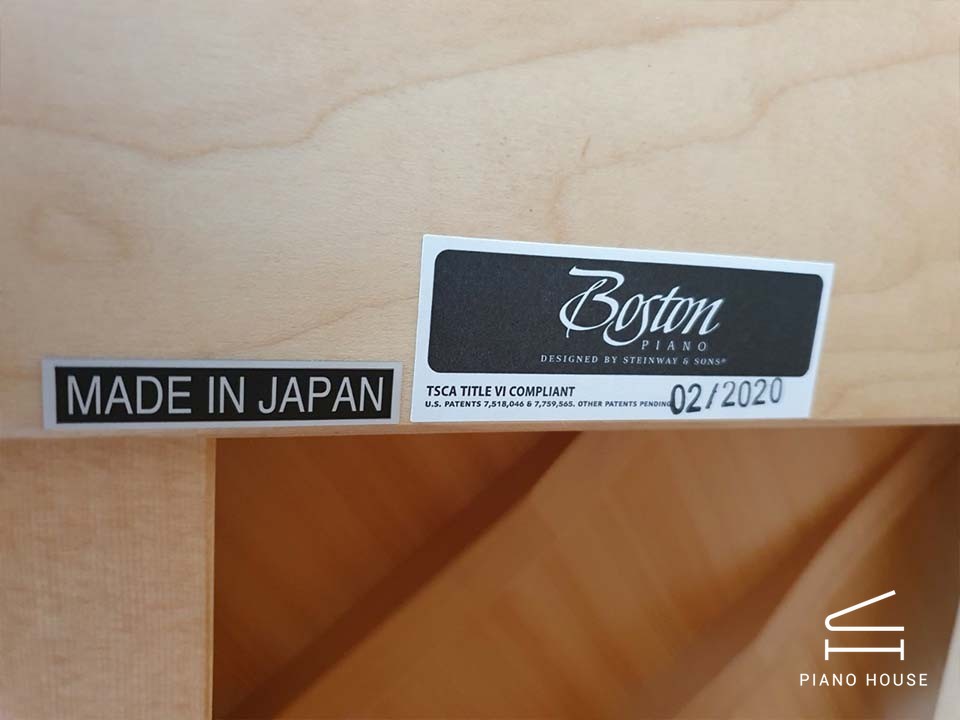 Boston
PIANO
DESIGNED BY STEINWAY & SONS®
MADE IN JAPAN
TSCA TITLE VI COMPLIANT
U.S. PATENTS 7,518,046 & 7,759,565. OTHER PATENTS PENDING
02/2020
PIANO HOUSE